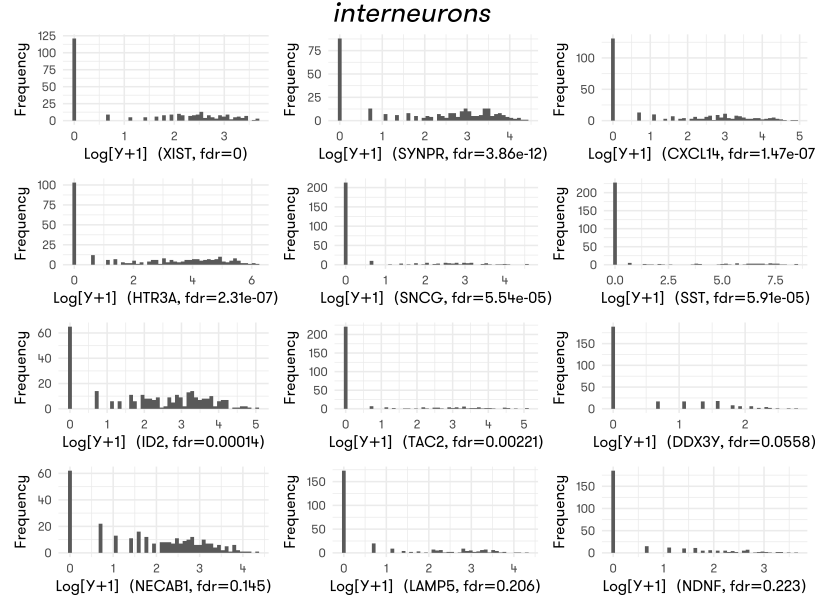 interneurons
Frequency 125 100 75 50 25 0
0 1 2 3
Log[Y+1] (XIST, fdr=0)
Frequency 75 50 25 0
0 1 2 3 4
Log[Y+1] (SYNPR, fdr=3.86e-12)
Frequency 100 50 0
0 1 2 3 4 5
Log[Y+1] (CXCL14, fdr=1.47e-07
Frequency 100 75 50 25 0
0 2 4 6
Log[Y+1] (HTR3A, fdr=2.31e-07)
Frequency 200 150 100 50 0
0 1 2 3 4
Log[Y+1] (SNCG, fdr=5.54e-05)
Frequency 200 150 100 50 0
0.0 2.5 5.0 7.5
Log[Y+1] (SST, fdr=5.91e-05)
Frequency 60 40 20 0
0 1 2 3 4 5
Log[Y+1] (ID2, fdr=0.00014)
Frequency 200 150 100 50 0
0 1 2 3 4 5
Log[Y+1] (TAC2, fdr=0.00221)
Frequency 150 100 50 0
0 1 2
Log[Y+1] (DDX3Y, fdr=0.0558)
Frequency 60 40 20 0
0 1 2 3 4
Log[Y+1] (NECAB1, fdr=0.145)
Frequency 150 100 50 0
0 1 2 3 4
Log[Y+1] (LAMP5, fdr=0.206)
Frequency 150 100 50 0
0 1 2 3
Log[Y+1] (NDNF, fdr=0.223)